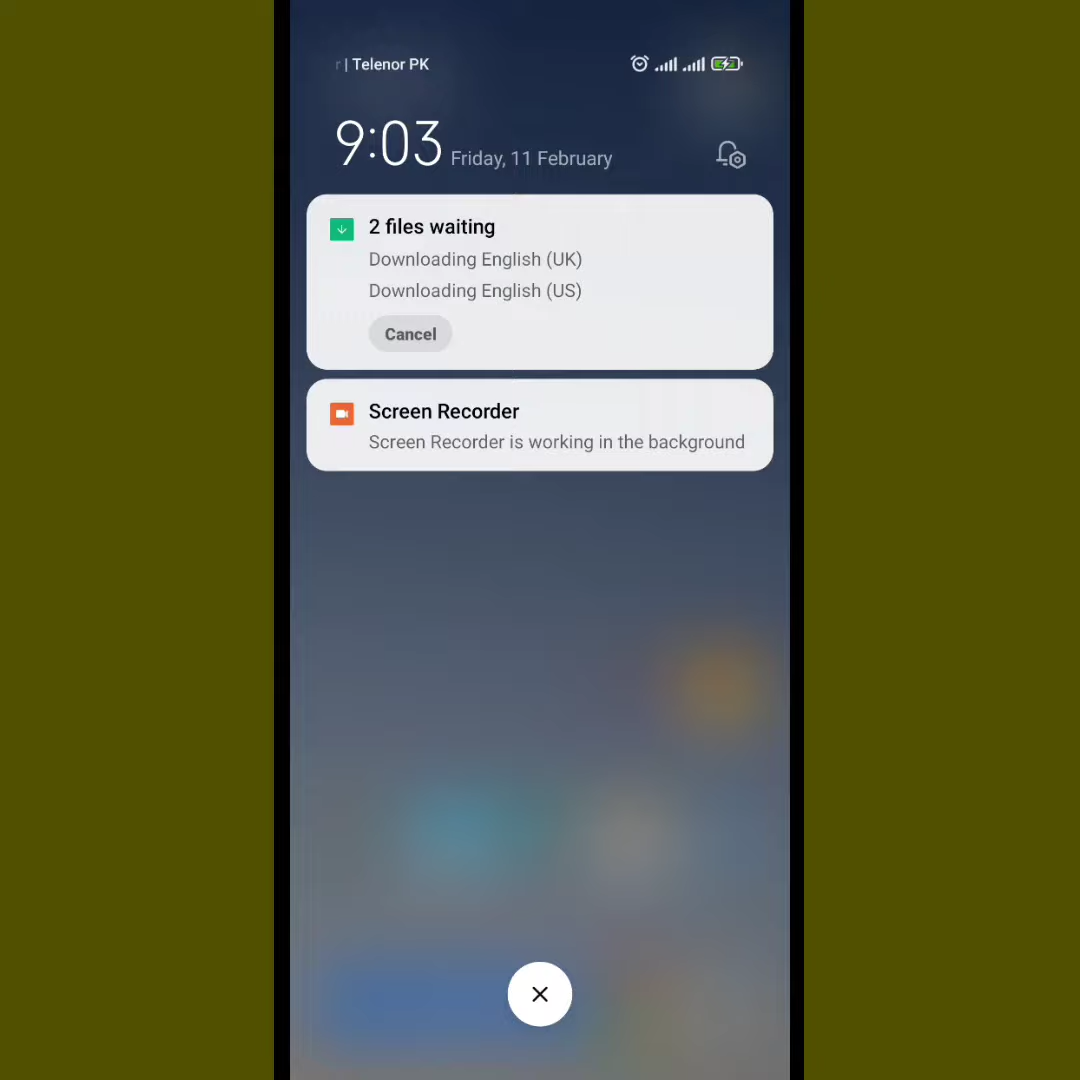 | Telenor PK
9:03 Friday, 11 February
2 files waiting
Downloading English (UK)
Downloading English (US)
Cancel
Screen Recorder
Screen Recorder is working in the background